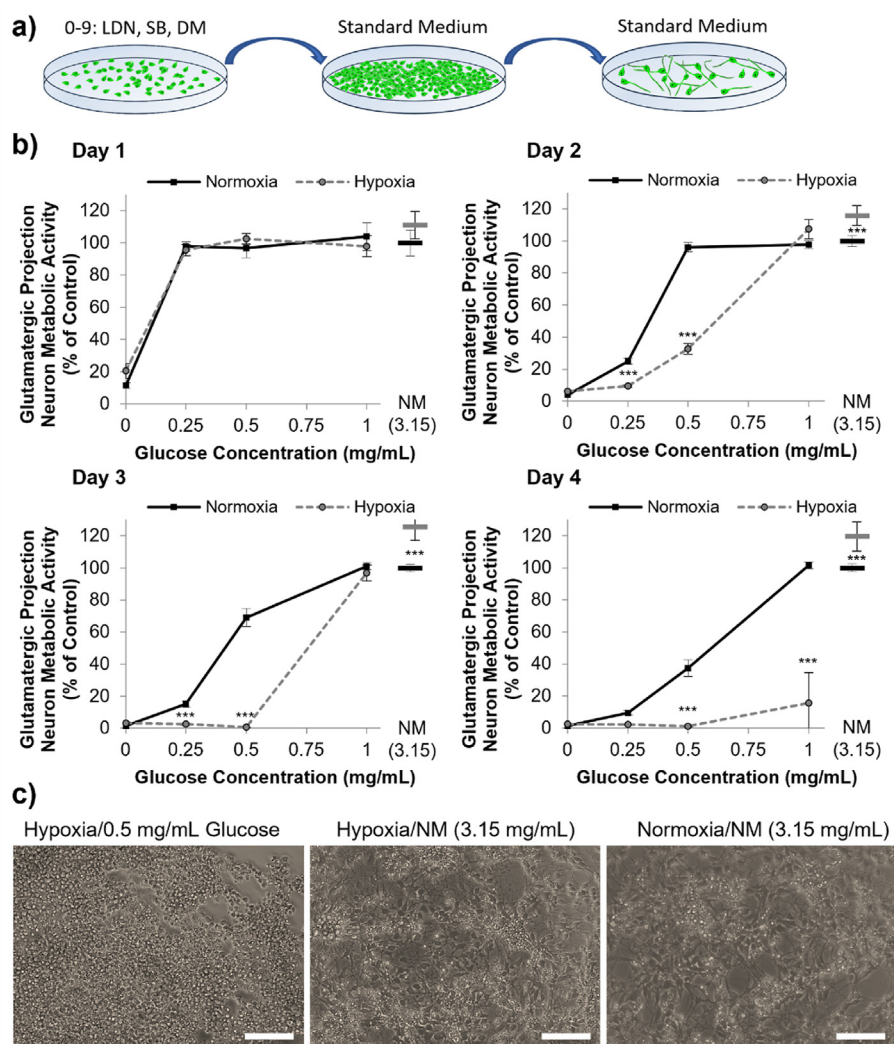 a)
0-9: LDN, SB, DM
Standard Medium
Standard Medium
b)
Day 1
Normoxia
Hypoxia
Glutamatergic Projection
Neuron Metabolic Activity
(% of Control)
120
100
80
60
40
20
0
0
0.25
0.5
0.75
1
NM
(3.15)
Glucose Concentration (mg/mL)
Day 2
Normoxia
Hypoxia
Glutamatergic Projection
Neuron Metabolic Activity
(% of Control)
120
100
80
60
40
20
0
***
***
***
0
0.25
0.5
0.75
1
NM
(3.15)
Glucose Concentration (mg/mL)
Day 3
Normoxia
Hypoxia
Glutamatergic Projection
Neuron Metabolic Activity
(% of Control)
120
100
80
60
40
20
0
***
***
***
0
0.25
0.5
0.75
1
NM
(3.15)
Glucose Concentration (mg/mL)
Day 4
Normoxia
Hypoxia
Glutamatergic Projection
Neuron Metabolic Activity
(% of Control)
120
100
80
60
40
20
0
***
***
***
0
0.25
0.5
0.75
1
NM
(3.15)
Glucose Concentration (mg/mL)
c)
Hypoxia/0.5 mg/mL Glucose
Hypoxia/NM (3.15 mg/mL)
Normoxia/NM (3.15 mg/mL)